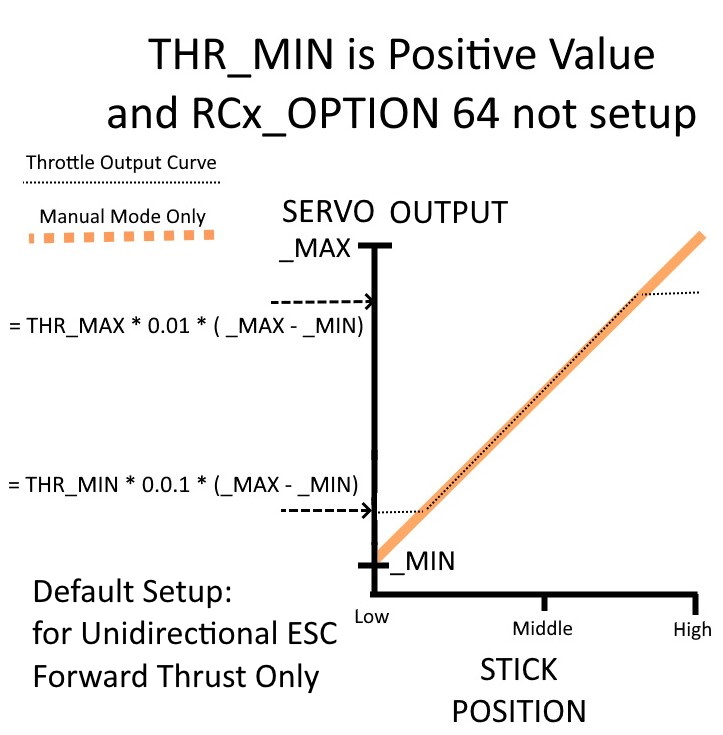 THR_MIN is Positive Value
and RCx_OPTION 64 not setup
Throttle Output Curve
Manual Mode Only
SERVO OUTPUT
_MAX
= THR_MAX * 0.01 * ( _MAX - _MIN)
= THR_MIN * 0.0.1 * (_MAX - _MIN)
_MIN
Default Setup:
for Unidirectional ESC
Forward Thrust Only
Low
Middle
High
STICK
POSITION